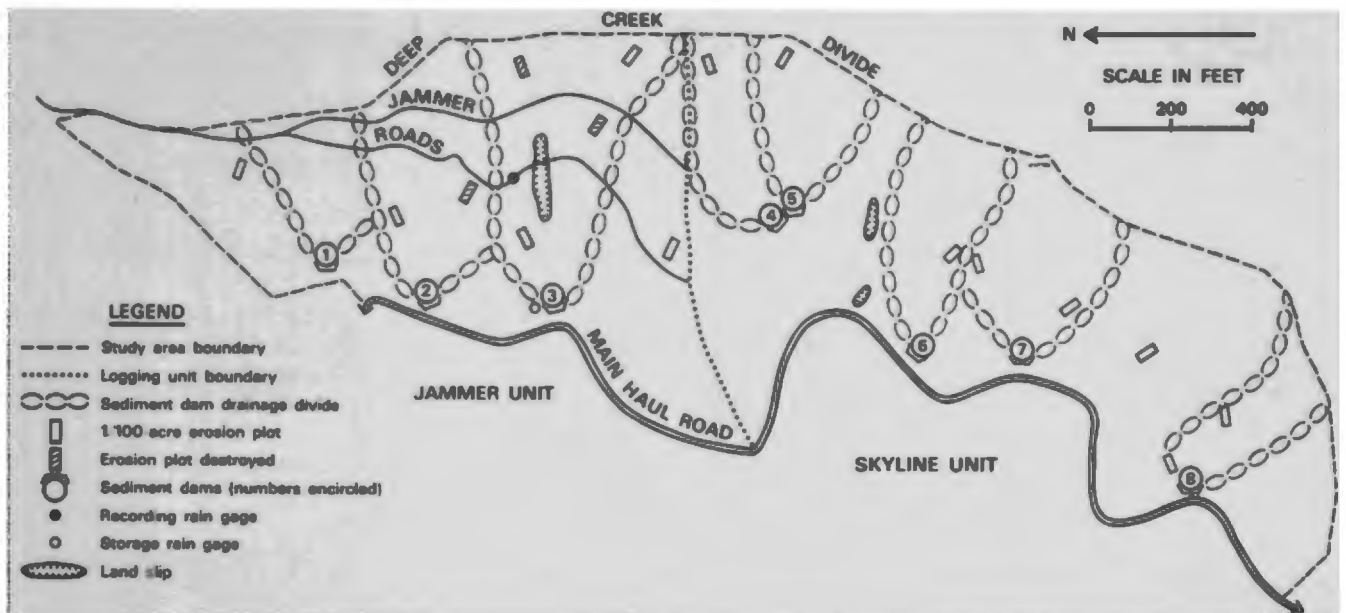 CREEK
DEEP
DIVIDE
N
SCALE IN FEET
0 200 400
JAMMER
ROADS
1
2
3
4
5
6
7
8
MAIN HAUL ROAD
JAMMER UNIT
SKYLINE UNIT
LEGEND
Study area boundary
Logging unit boundary
Sediment dam drainage divide
1/100 acre erosion plot
Erosion plot destroyed
Sediment dams (numbers encircled)
Recording rain gage
Storage rain gage
Land slip